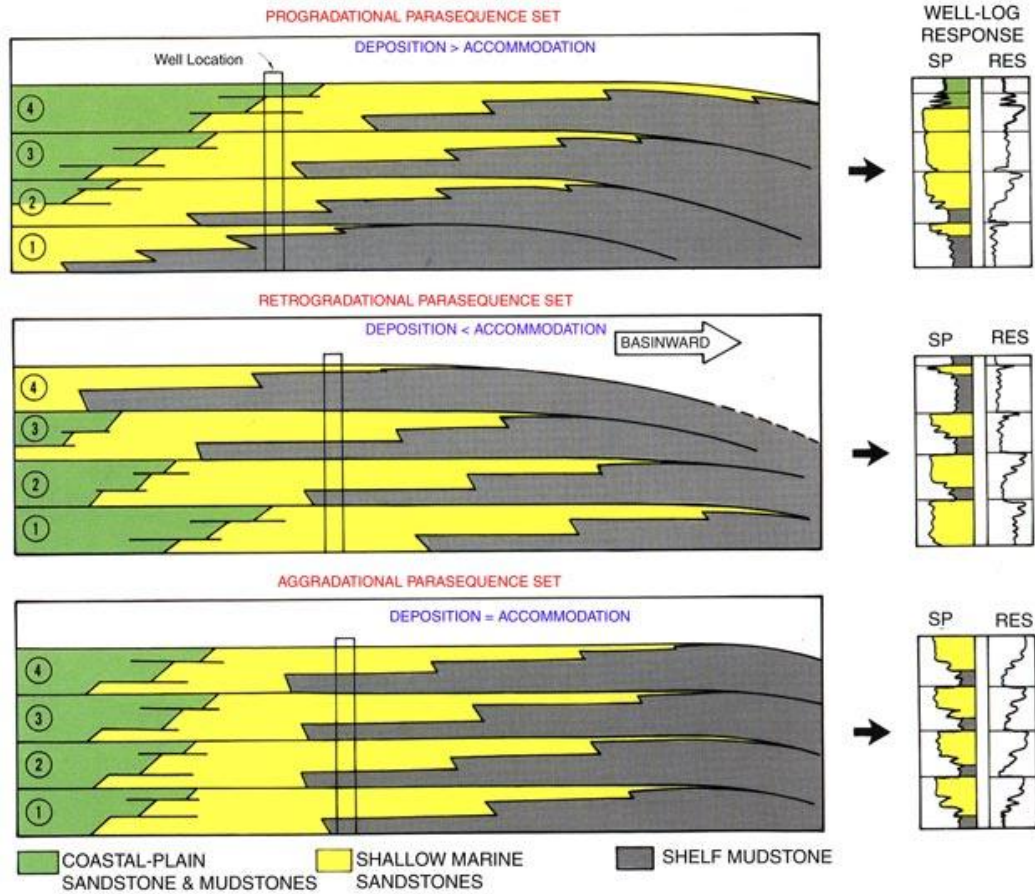 PROGRADATIONAL PARASEQUENCE SET
DEPOSITION > ACCOMMODATION
Well Location
4
3
2
1
WELL-LOG
RESPONSE
SP RES
RETROGRADATIONAL PARASEQUENCE SET
DEPOSITION < ACCOMMODATION
BASINWARD
4
3
2
1
SP RES
AGGRADATIONAL PARASEQUENCE SET
DEPOSITION = ACCOMMODATION
4
3
2
1
SP RES
COASTAL-PLAIN
SANDSTONE & MUDSTONES
SHALLOW MARINE
SANDSTONES
SHELF MUDSTONE